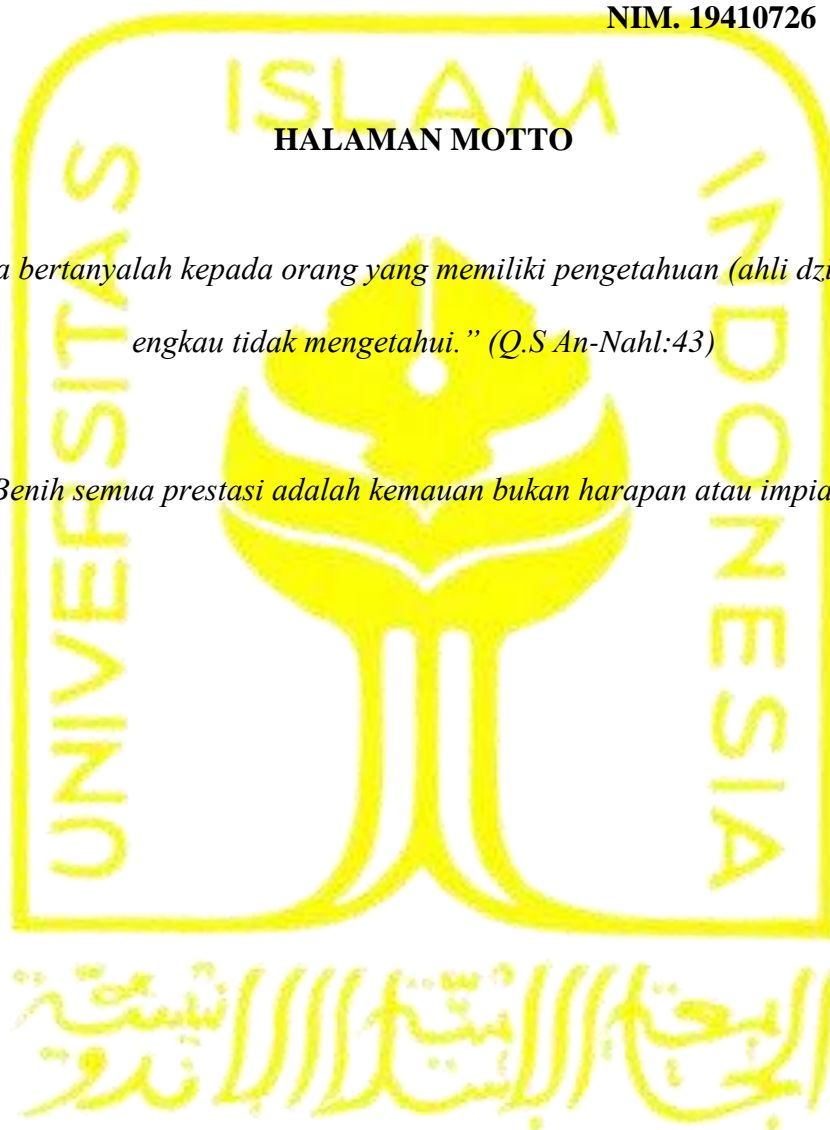 NIM. 19410726
ISLAM
HALAMAN MOTTO
UNIVERSITAS
INDONESIA
a bertanyalah kepada orang yang memiliki pengetahuan (ahli dzi
engkau tidak mengetahui.” (Q.S An-Nahl:43)
Benih semua prestasi adalah kemauan bukan harapan atau impia